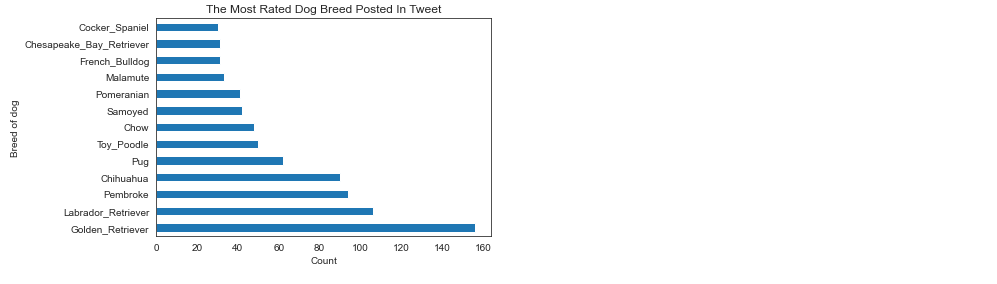 The Most Rated Dog Breed Posted In Tweet
Cocker_Spaniel
Chesapeake_Bay_Retriever
French_Bulldog
Malamute
Pomeranian
Samoyed
Chow
Toy_Poodle
Pug
Chihuahua
Pembroke
Labrador_Retriever
Golden_Retriever
Breed of dog
0 20 40 60 80 100 120 140 160
Count